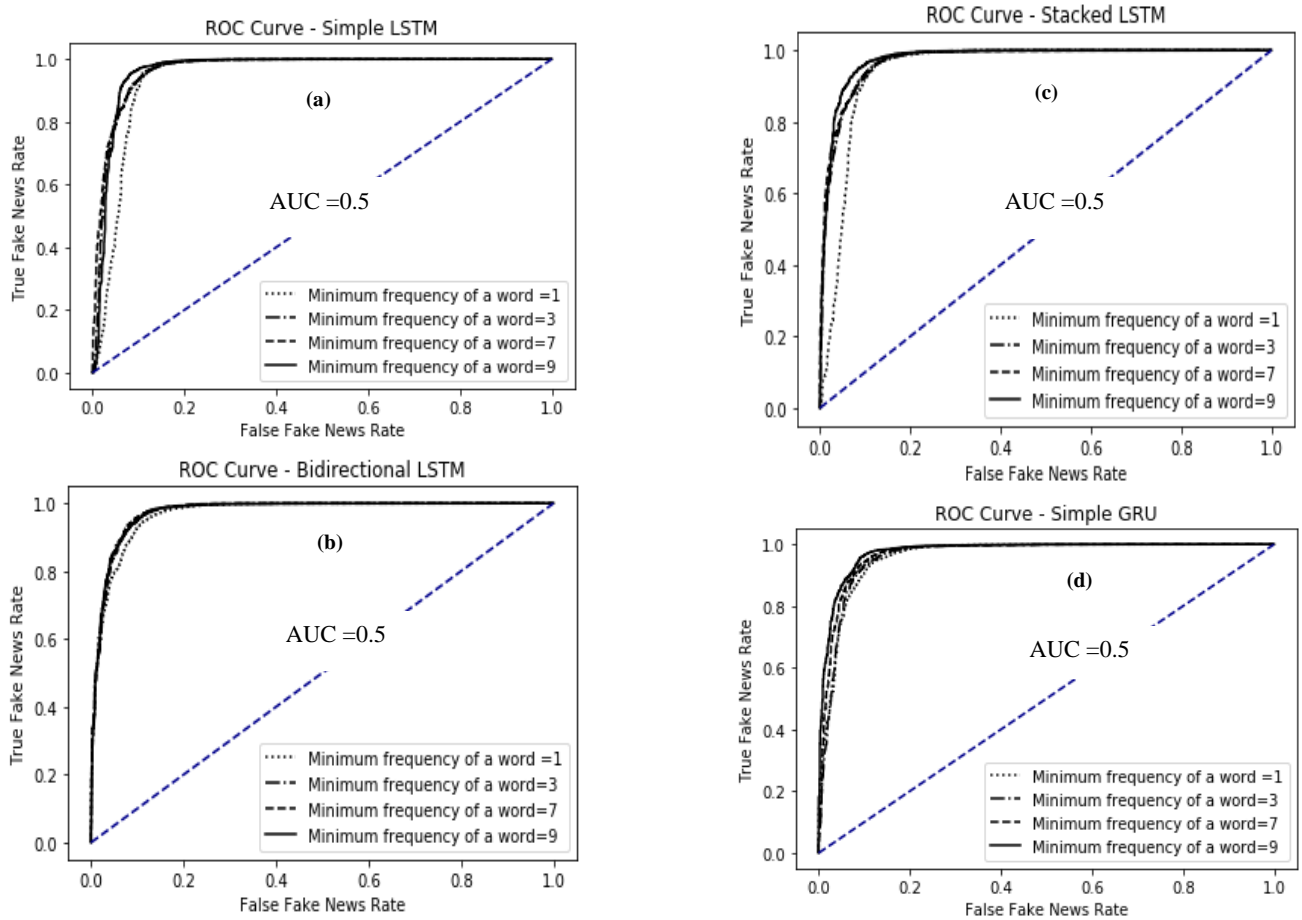 ROC Curve - Simple LSTM
True Fake News Rate
1.0
0.8
0.6
0.4
0.2
0.0
(a)
AUC =0.5
Minimum frequency of a word =1
Minimum frequency of a word=3
Minimum frequency of a word=7
Minimum frequency of a word=9
0.0 0.2 0.4 0.6 0.8 1.0
False Fake News Rate
ROC Curve - Stacked LSTM
True Fake News Rate
1.0
0.8
0.6
0.4
0.2
0.0
(c)
AUC =0.5
Minimum frequency of a word =1
Minimum frequency of a word=3
Minimum frequency of a word=7
Minimum frequency of a word=9
0.0 0.2 0.4 0.6 0.8 1.0
False Fake News Rate
ROC Curve - Bidirectional LSTM
True Fake News Rate
1.0
0.8
0.6
0.4
0.2
0.0
(b)
AUC =0.5
Minimum frequency of a word =1
Minimum frequency of a word=3
Minimum frequency of a word=7
Minimum frequency of a word=9
0.0 0.2 0.4 0.6 0.8 1.0
False Fake News Rate
ROC Curve - Simple GRU
True Fake News Rate
1.0
0.8
0.6
0.4
0.2
0.0
(d)
AUC =0.5
Minimum frequency of a word =1
Minimum frequency of a word=3
Minimum frequency of a word=7
Minimum frequency of a word=9
0.0 0.2 0.4 0.6 0.8 1.0
False Fake News Rate